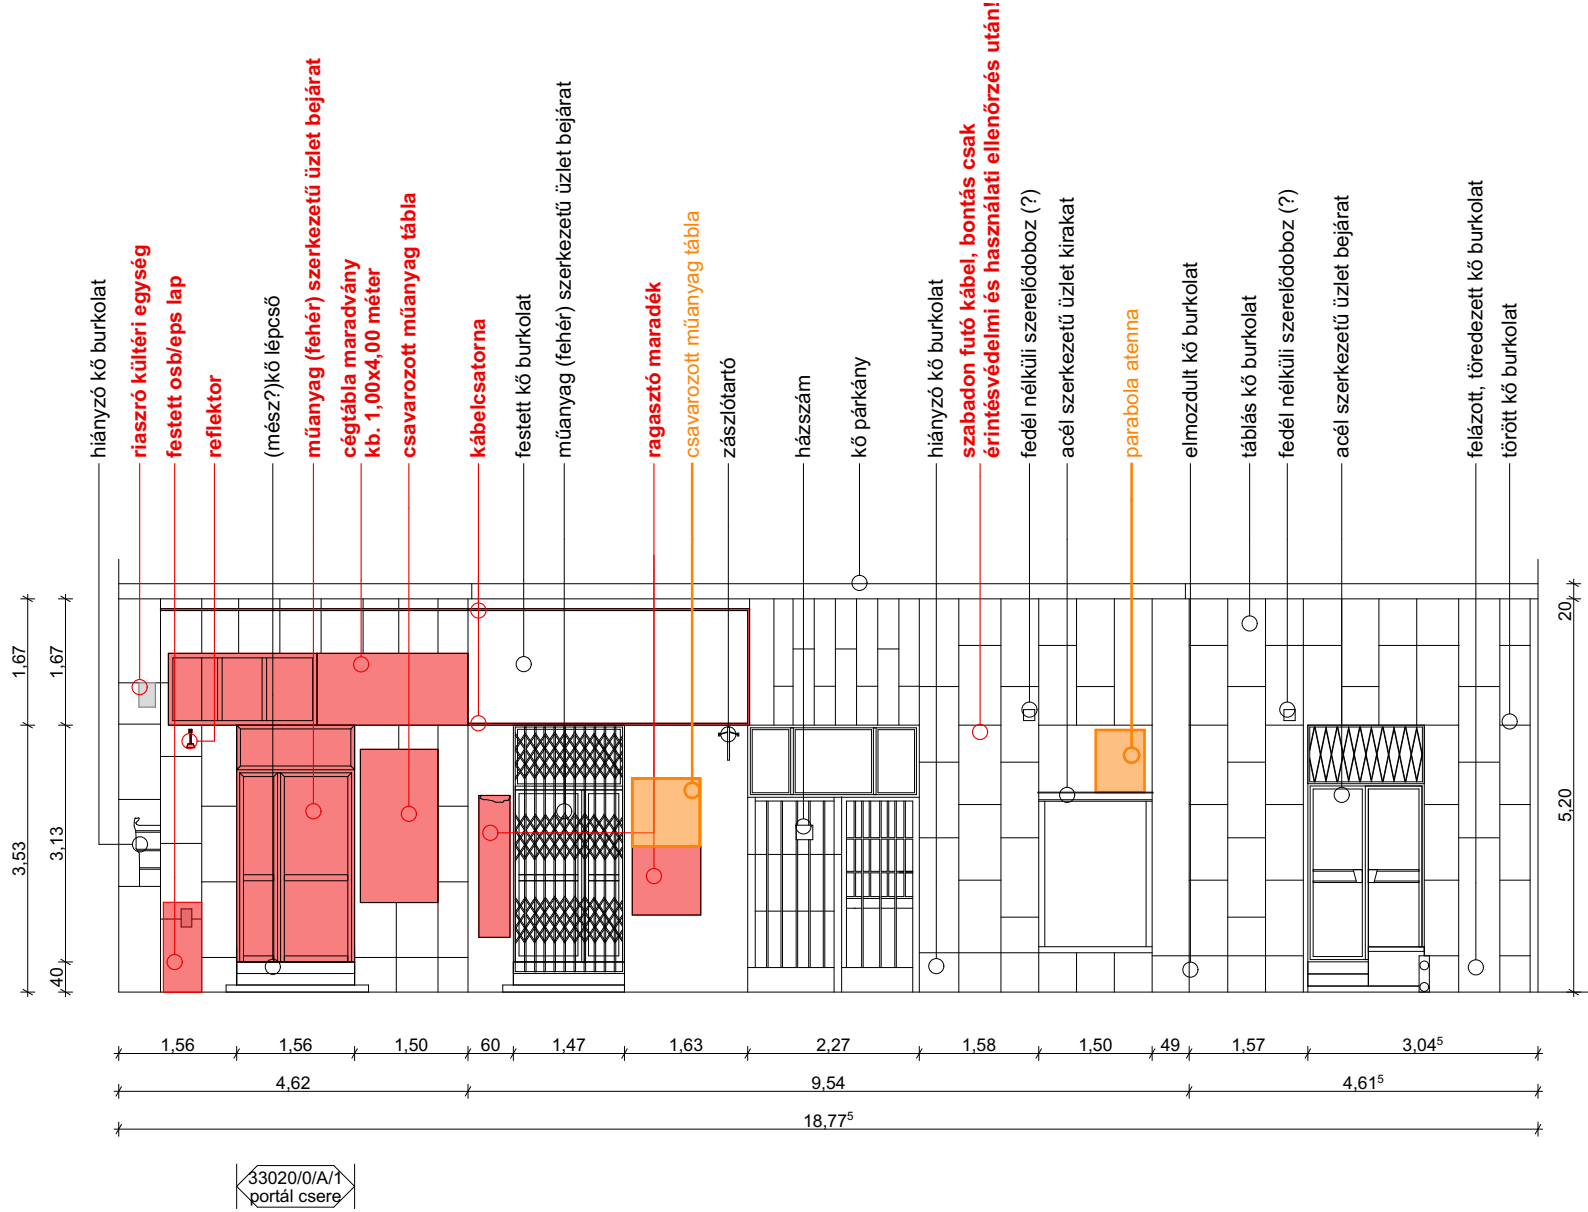 hiányzó kő burkolat
riaszró kültéri egység
festett osb/eps lap
reflektor
(mész?)kő lépcső
műanyag (fehér) szerkezetű üzlet bejárat
cégtábla maradvány
kb. 1,00x4,00 méter
csavarozott műanyag tábla
kábelcsatorna
festett kő burkolat
műanyag (fehér) szerkezetű üzlet bejárat
ragasztó maradék
csavarozott műanyag tábla
zászlótartó
házszám
kő párkány
hiányzó kő burkolat
szabadon futó kábel, bontás csak
érintésvédelmi és használati ellenőrzés után!
fedél nélküli szerelődoboz (?)
acél szerkezetű üzlet kirakat
parabola atenna
elmozdult kő burkolat
táblás kő burkolat
fedél nélküli szerelődoboz (?)
acél szerkezetű üzlet bejárat
felázott, töredezett kő burkolat
törött kő burkolat
1,67
3,53
1,67
3,13
40
20
5,20
1,56
1,56
1,50
60
1,47
1,63
2,27
1,58
1,50
49
1,57
3,04⁵
4,62
9,54
4,61⁵
18,77⁵
33020/0/A/1
portál csere